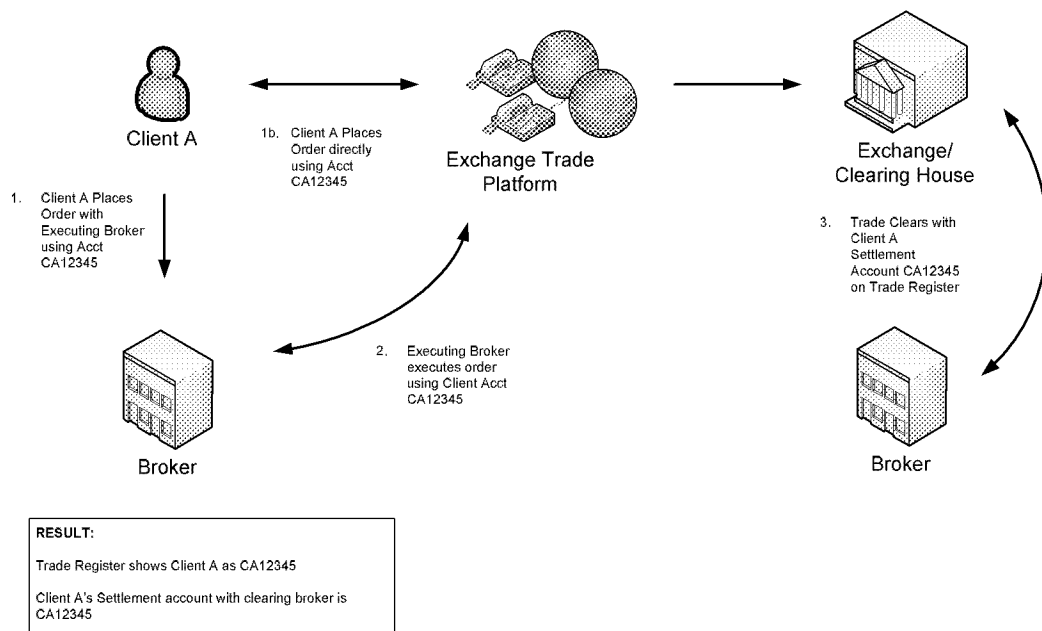 Client A
1b. Client A Places
Order directly
using Acct
CA12345
Exchange Trade
Platform
Exchange/
Clearing House
1. Client A Places
Order with
Executing Broker
using Acct
CA12345
3. Trade Clears with
Client A
Settlement
Account CA12345
on Trade Register
2. Executing Broker
executes order
using Client Acct
CA12345
Broker
Broker
RESULT:
Trade Register shows Client A as CA12345
Client A's Settlement account with clearing broker is
CA12345